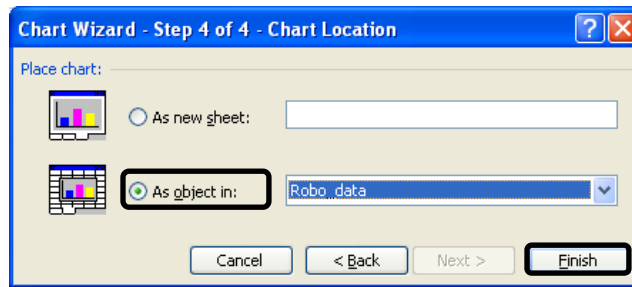 Chart Wizard - Step 4 of 4 - Chart Location
Place chart:
As new sheet:
As object in: Robo_data
Cancel < Back Next > Finish